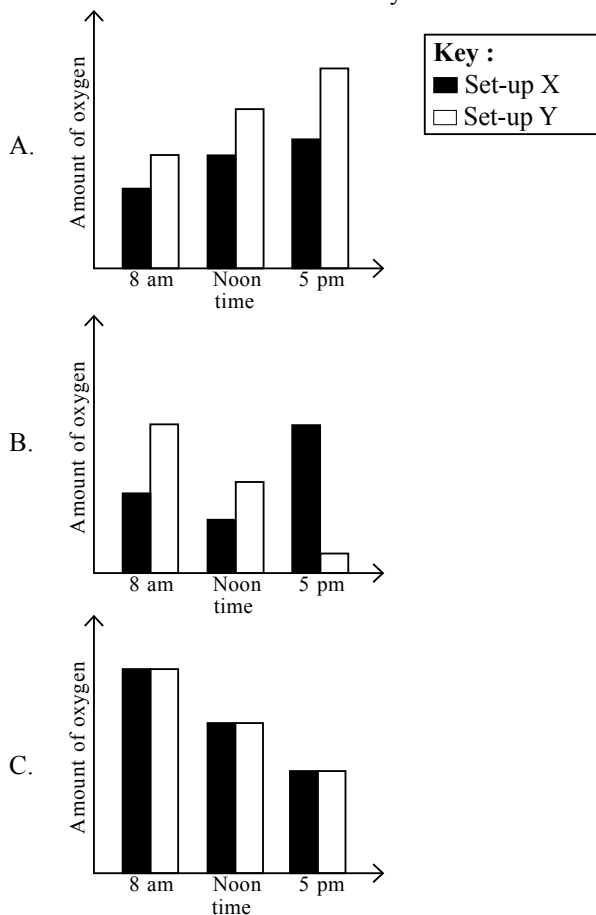 y
Key :
Set-up X
Set-up Y
A.
Amount of oxygen
8 am Noon 5 pm
time
B.
Amount of oxygen
8 am Noon 5 pm
time
C.
Amount of oxygen
8 am Noon 5 pm
time